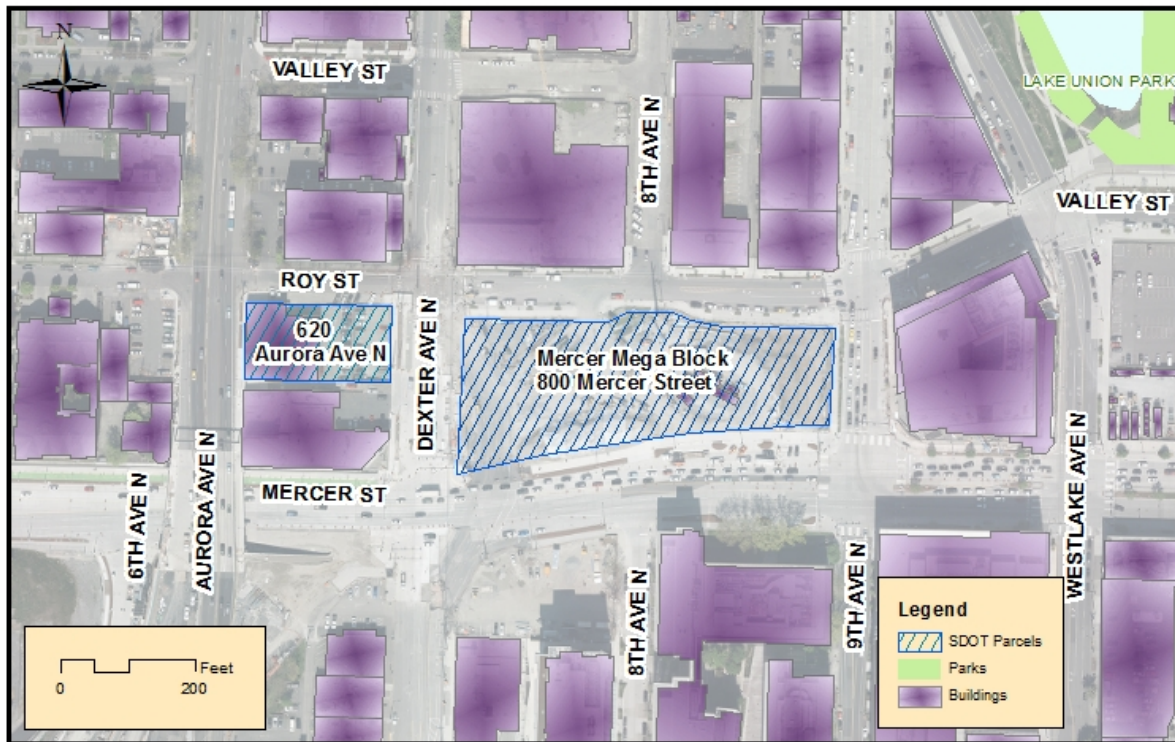 N
VALLEY ST
LAKE UNION PARK
8TH AVE N
VALLEY ST
ROY ST
620
Aurora Ave N
DEXTER AVE N
Mercer Mega Block
800 Mercer Street
MERCER ST
6TH AVE N
AURORA AVE N
8TH AVE N
9TH AVE N
WESTLAKE AVE N
Legend
SDOT Parcels
Parks
Buildings
Feet
0 200